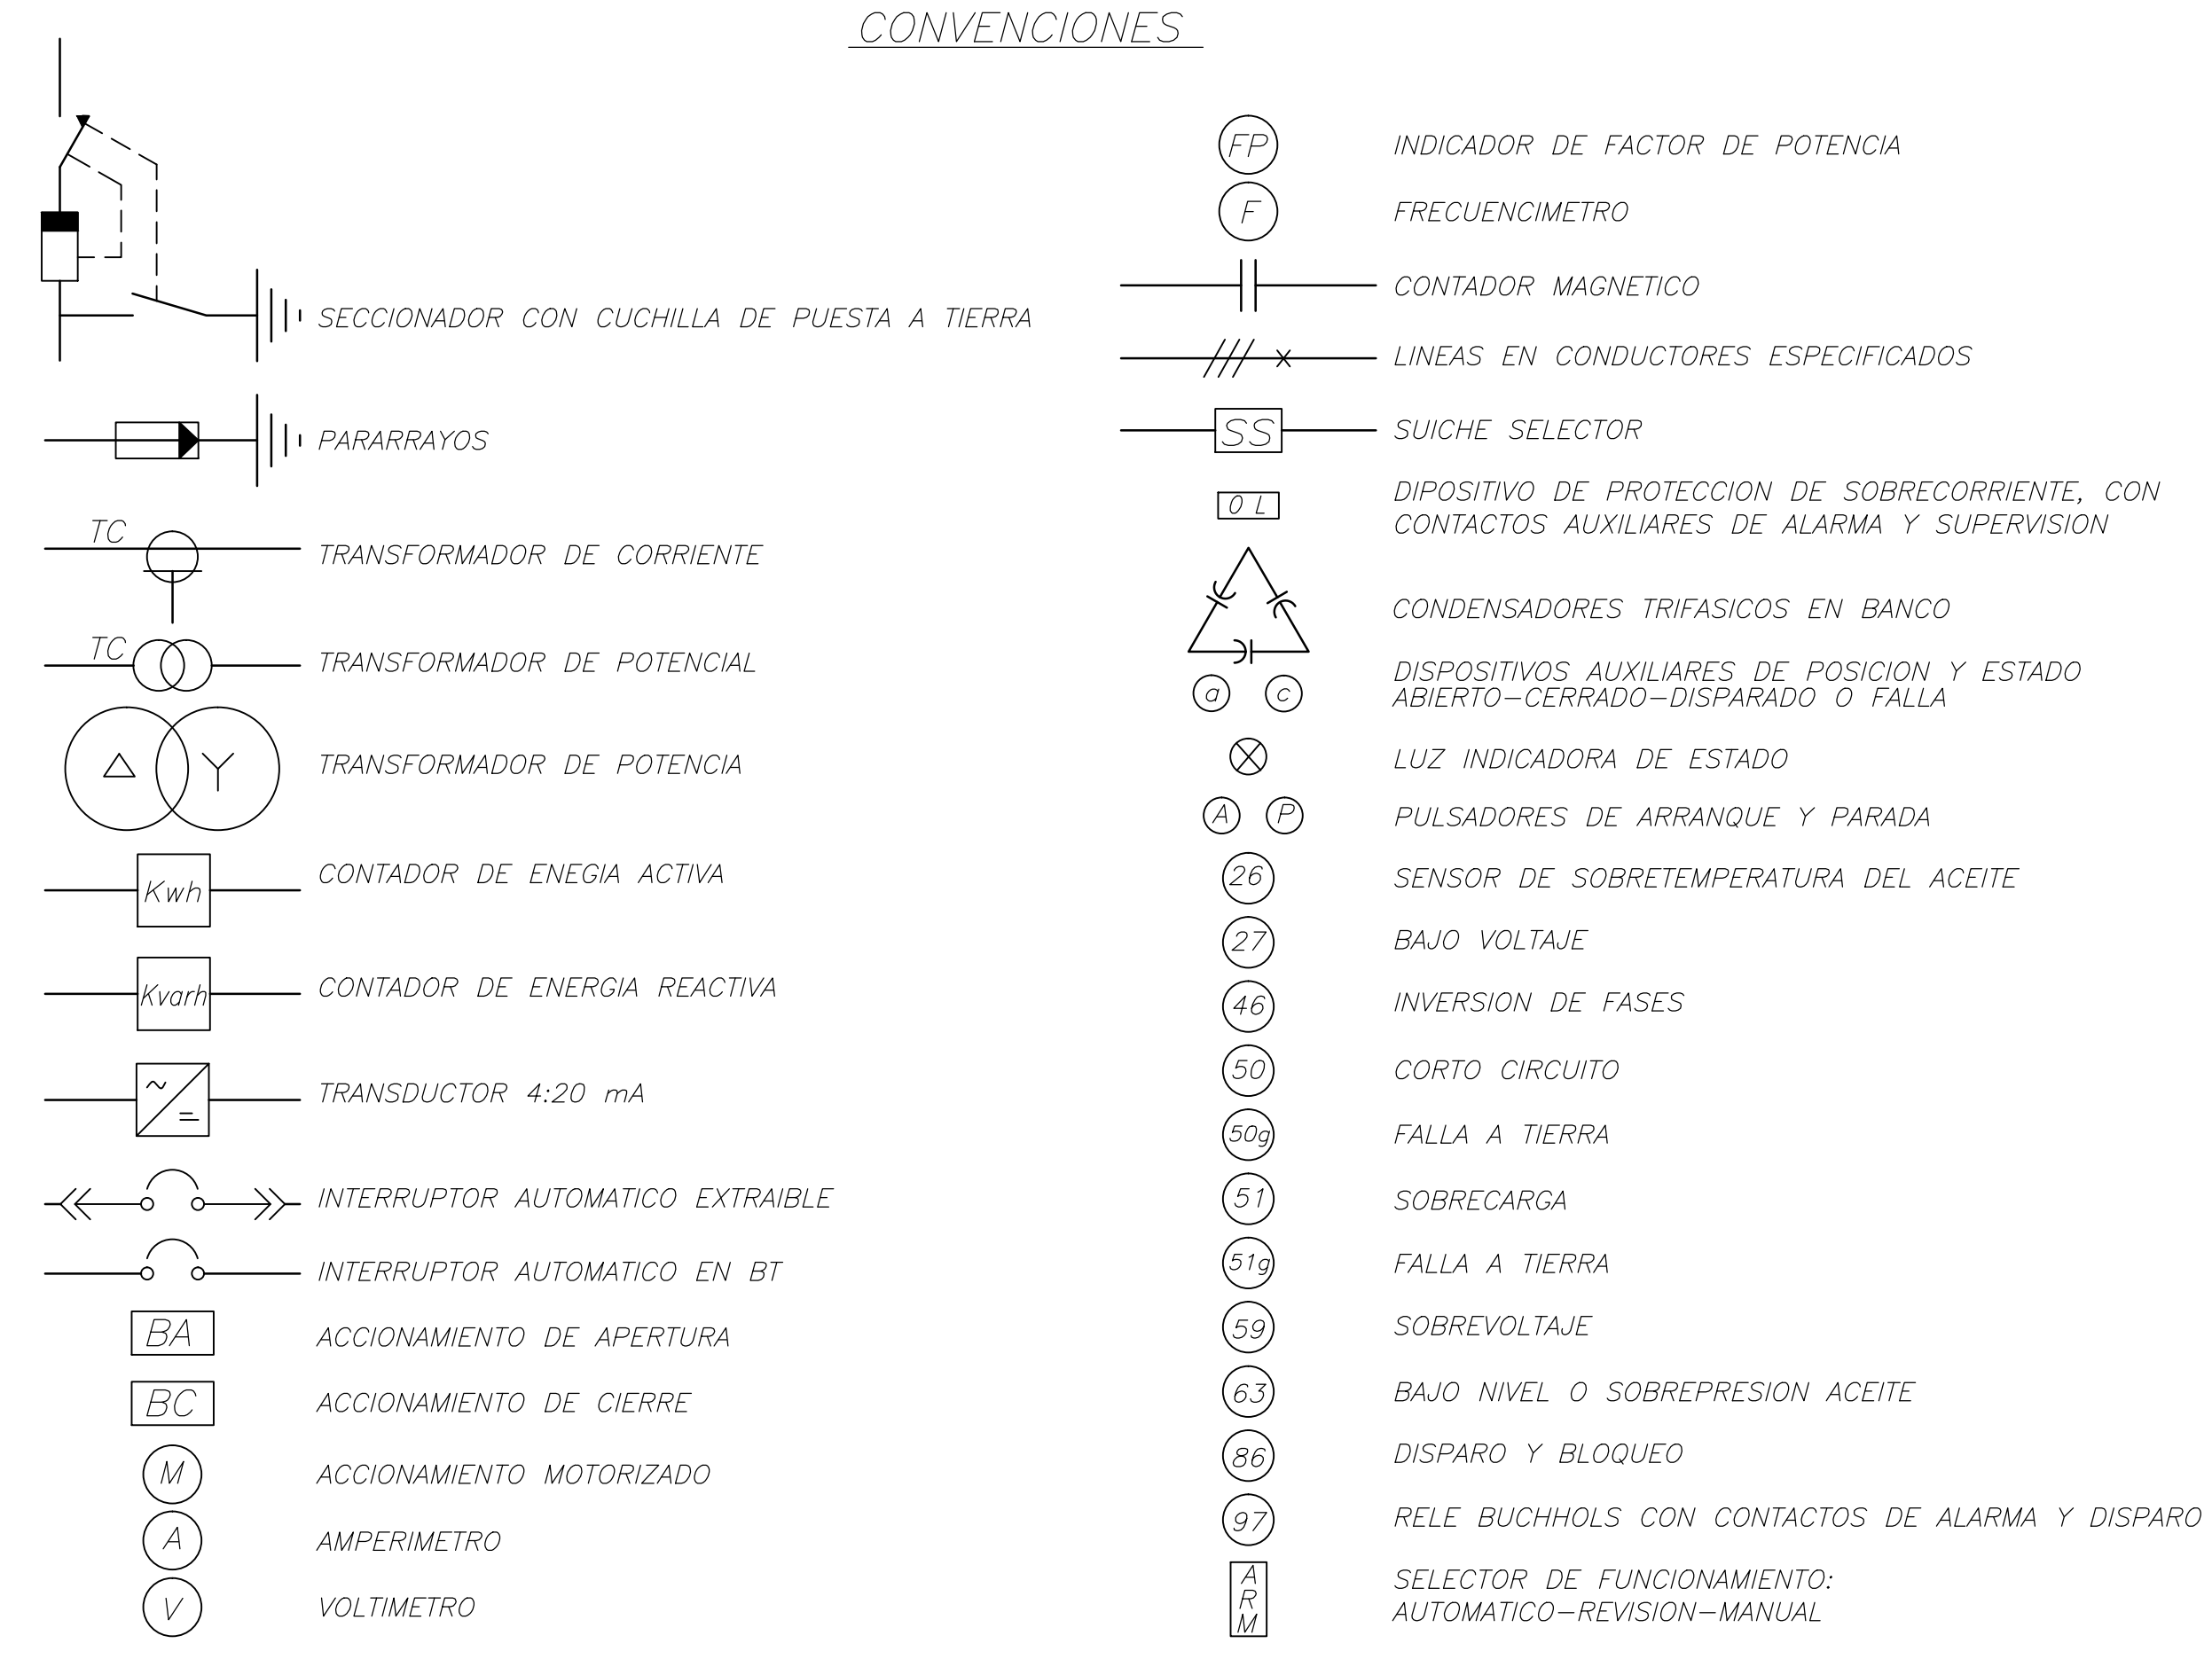 CONVENCIONES
SECCIONADOR CON CUCHILLA DE PUESTA A TIERRA
PARARRAYOS
TC
TRANSFORMADOR DE CORRIENTE
TC
TRANSFORMADOR DE POTENCIAL
Y
TRANSFORMADOR DE POTENCIA
Kwh
CONTADOR DE ENEGIA ACTIVA
Kvarh
CONTADOR DE ENERGIA REACTIVA
TRANSDUCTOR 4:20 mA
INTERRUPTOR AUTOMATICO EXTRAIBLE
INTERRUPTOR AUTOMATICO EN BT
BA
ACCIONAMIENTO DE APERTURA
BC
ACCIONAMIENTO DE CIERRE
M
ACCIONAMIENTO MOTORIZADO
A
AMPERIMETRO
V
VOLTIMETRO
FP
INDICADOR DE FACTOR DE POTENCIA
F
FRECUENCIMETRO
CONTADOR MAGNETICO
LINEAS EN CONDUCTORES ESPECIFICADOS
SS
SUICHE SELECTOR
OL
DIPOSITIVO DE PROTECCION DE SOBRECORRIENTE, CON
CONTACTOS AUXILIARES DE ALARMA Y SUPERVISION
CONDENSADORES TRIFASICOS EN BANCO
a c
DISPOSITIVOS AUXILIARES DE POSICION Y ESTADO
ABIERTO-CERRADO-DISPARADO O FALLA
LUZ INDICADORA DE ESTADO
A P
PULSADORES DE ARRANQUE Y PARADA
26
SENSOR DE SOBRETEMPERATURA DEL ACEITE
27
BAJO VOLTAJE
46
INVERSION DE FASES
50
CORTO CIRCUITO
50g
FALLA A TIERRA
51
SOBRECARGA
51g
FALLA A TIERRA
59
SOBREVOLTAJE
63
BAJO NIVEL O SOBREPRESION ACEITE
86
DISPARO Y BLOQUEO
97
RELE BUCHHOLS CON CONTACTOS DE ALARMA Y DISPARO
A
R
M
SELECTOR DE FUNCIONAMIENTO:
AUTOMATICO-REVISION-MANUAL